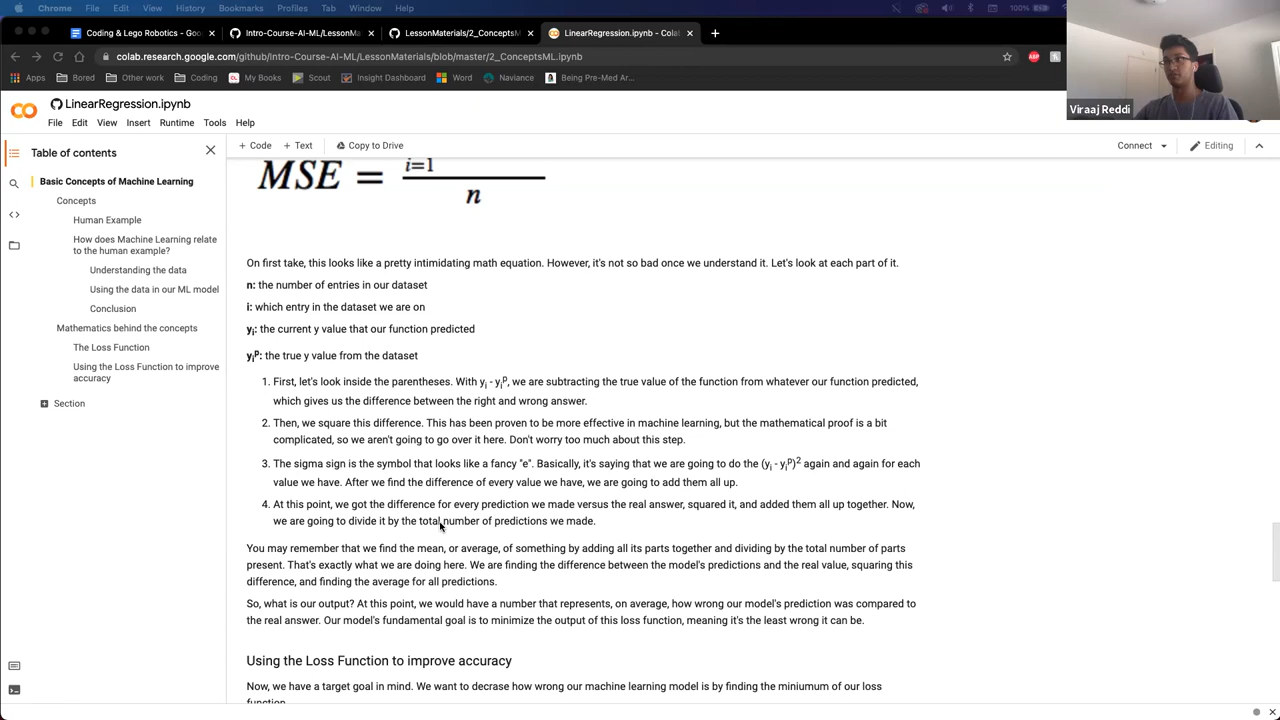 Chrome File Edit View History Bookmarks Profiles Tab Window Help
Coding & Lego Robotics - Goo
Intro-Course-AI-ML/LessonMa
LessonMaterials/2_ConceptsM
LinearRegression.ipynb - Colab
colab.research.google.com/github/Intro-Course-AI-ML/LessonMaterials/blob/master/2_ConceptsML.ipynb
ABP
Apps Bored Other work Coding My Books Scout Insight Dashboard Word Naviance Being Pre-Med Ar...
Viraaj Reddi
LinearRegression.ipynb
File Edit View Insert Runtime Tools Help
Table of contents
+ Code + Text Copy to Drive
Connect Editing
Basic Concepts of Machine Learning
Concepts
Human Example
How does Machine Learning relate
to the human example?
Understanding the data
Using the data in our ML model
Conclusion
Mathematics behind the concepts
The Loss Function
Using the Loss Function to improve
accuracy
Section
i=1
MSE =
n
On first take, this looks like a pretty intimidating math equation. However, it's not so bad once we understand it. Let's look at each part of it.
n: the number of entries in our dataset
i: which entry in the dataset we are on
yi: the current y value that our function predicted
yip: the true y value from the dataset
1. First, let's look inside the parentheses. With yi - yip, we are subtracting the true value of the function from whatever our function predicted,
which gives us the difference between the right and wrong answer.
2. Then, we square this difference. This has been proven to be more effective in machine learning, but the mathematical proof is a bit
complicated, so we aren't going to go over it here. Don't worry too much about this step.
3. The sigma sign is the symbol that looks like a fancy "e". Basically, it's saying that we are going to do the (yi - yip)2 again and again for each
value we have. After we find the difference of every value we have, we are going to add them all up.
4. At this point, we got the difference for every prediction we made versus the real answer, squared it, and added them all up together. Now,
we are going to divide it by the total number of predictions we made.
You may remember that we find the mean, or average, of something by adding all its parts together and dividing by the total number of parts
present. That's exactly what we are doing here. We are finding the difference between the model's predictions and the real value, squaring this
difference, and finding the average for all predictions.
So, what is our output? At this point, we would have a number that represents, on average, how wrong our model's prediction was compared to
the real answer. Our model's fundamental goal is to minimize the output of this loss function, meaning it's the least wrong it can be.
Using the Loss Function to improve accuracy
Now, we have a target goal in mind. We want to decrase how wrong our machine learning model is by finding the miniumum of our loss
function.